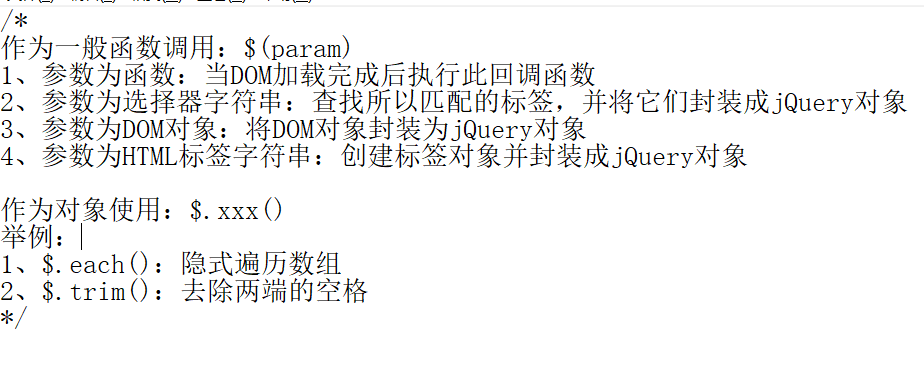 /*
作为一般函数调用：$(param)
1、参数为函数：当DOM加载完成后执行此回调函数
2、参数为选择器字符串：查找所以匹配的标签，并将它们封装成jQuery对象
3、参数为DOM对象：将DOM对象封装为jQuery对象
4、参数为HTML标签字符串：创建标签对象并封装成jQuery对象
作为对象使用：$.xxx()
举例：
1、$.each()：隐式遍历数组
2、$.trim()：去除两端的空格
*/